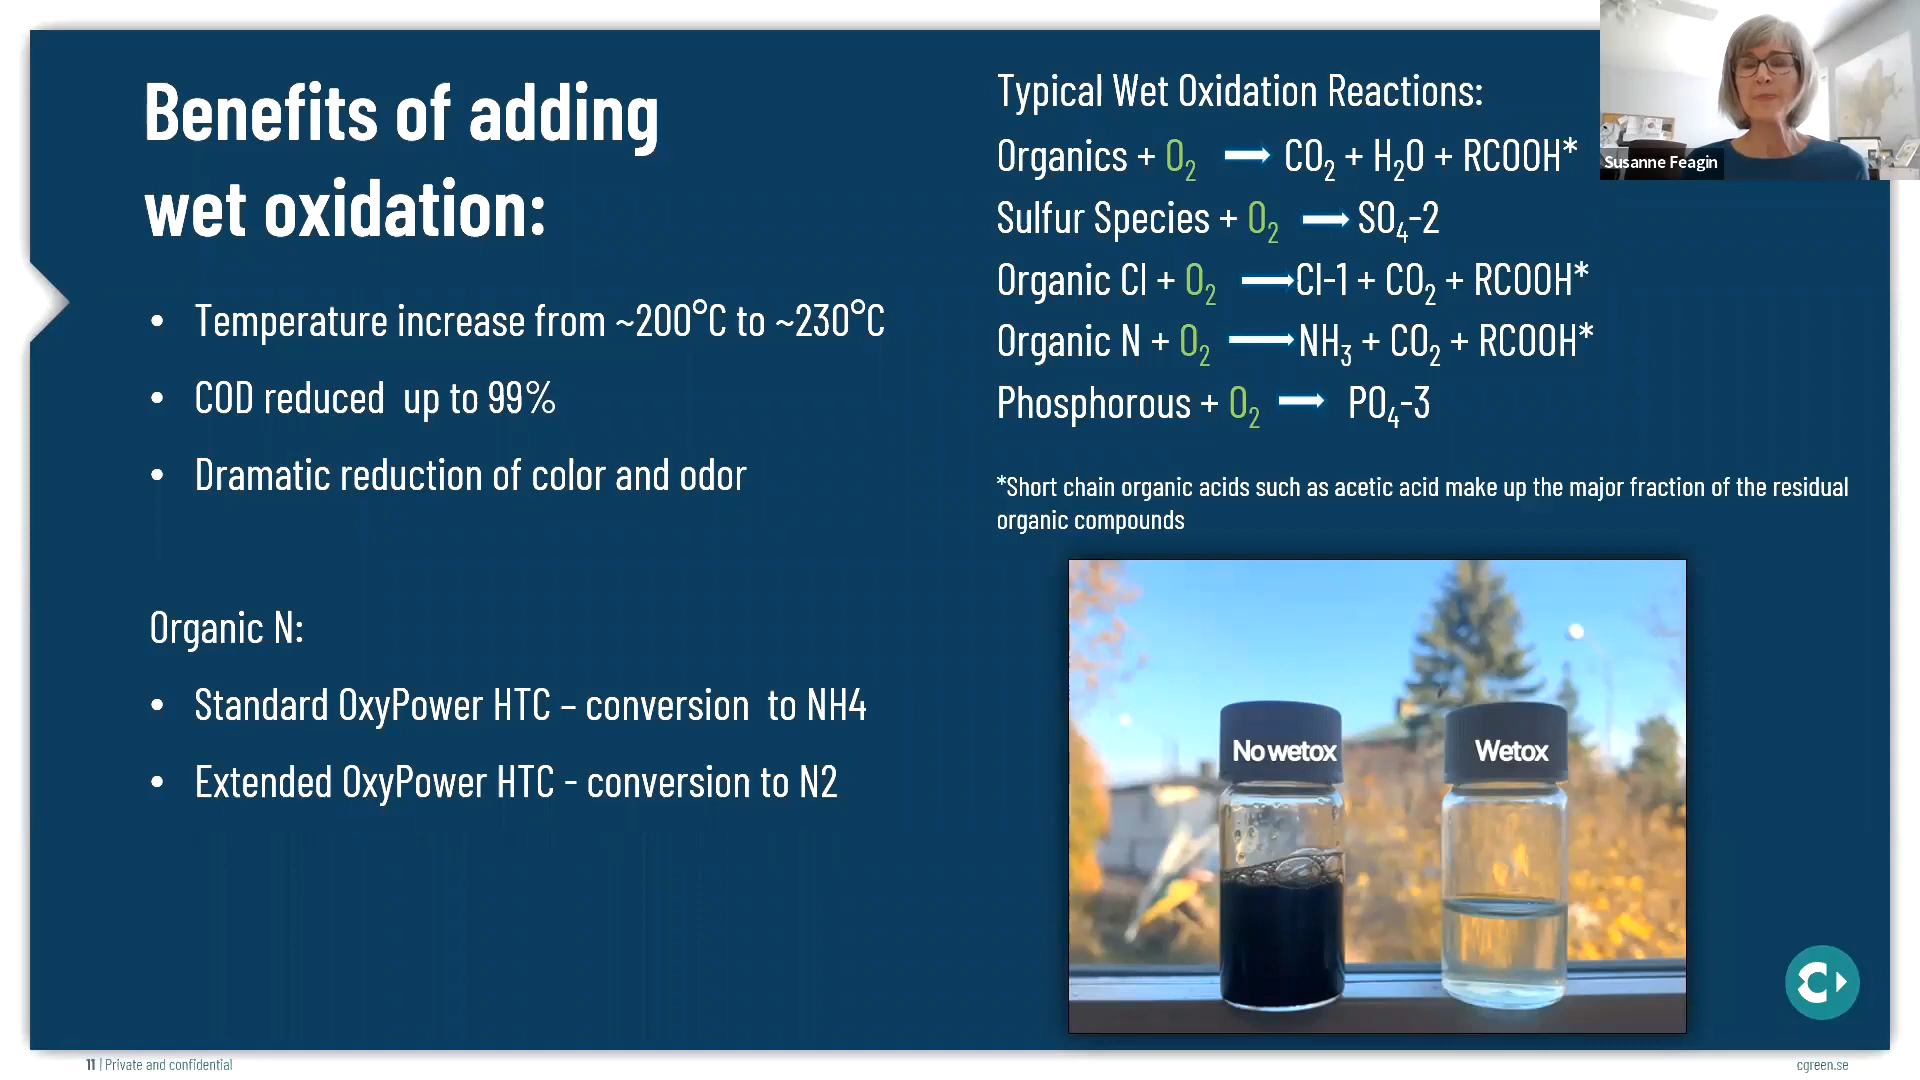 Benefits of adding
wet oxidation:
• Temperature increase from ~200°C to ~230°C
• COD reduced up to 99%
• Dramatic reduction of color and odor
Organic N:
• Standard OxyPower HTC – conversion to NH4
• Extended OxyPower HTC - conversion to N2
Typical Wet Oxidation Reactions:
Organics + O₂ → CO₂ + H₂O + RCOOH*
Sulfur Species + O₂ → SO₄-2
Organic Cl + O₂ → Cl-1 + CO₂ + RCOOH*
Organic N + O₂ → NH₃ + CO₂ + RCOOH*
Phosphorous + O₂ → PO₄-3
*Short chain organic acids such as acetic acid make up the major fraction of the residual
organic compounds
No wetox
Wetox
Susanne Feagin
11 | Private and confidential
cgreen.se